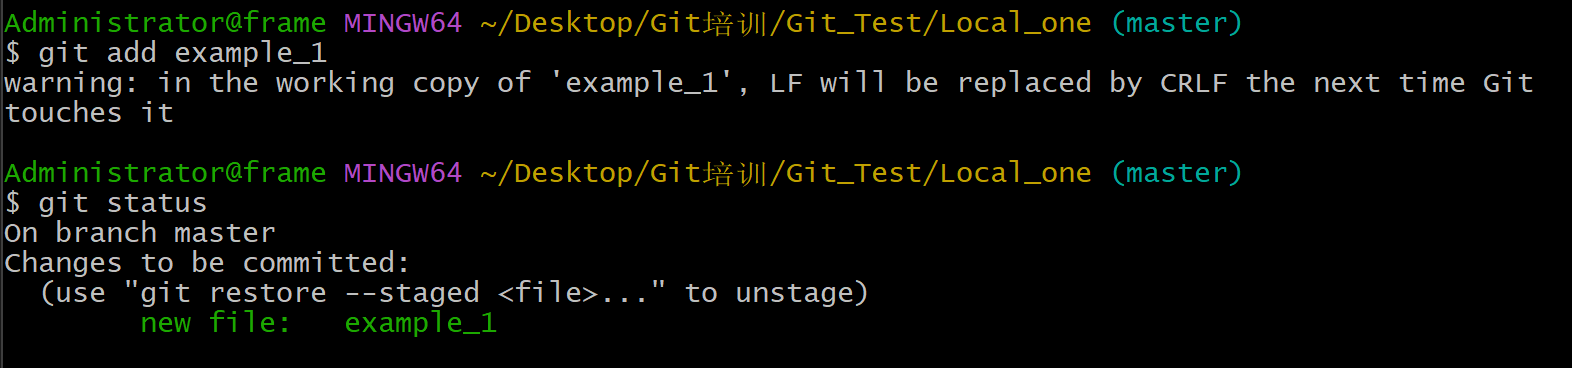 Administrator@frame MINGW64 ~/Desktop/Git培训/Git_Test/Local_one (master)
$ git add example_1
warning: in the working copy of 'example_1', LF will be replaced by CRLF the next time Git
touches it
Administrator@frame MINGW64 ~/Desktop/Git培训/Git_Test/Local_one (master)
$ git status
On branch master
Changes to be committed:
  (use "git restore --staged <file>..." to unstage)
        new file:   example_1